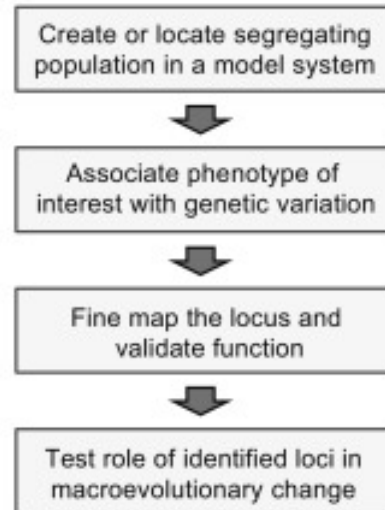 Create or locate segregating
population in a model system
Associate phenotype of
interest with genetic variation
Fine map the locus and
validate function
Test role of identified loci in
macroevolutionary change